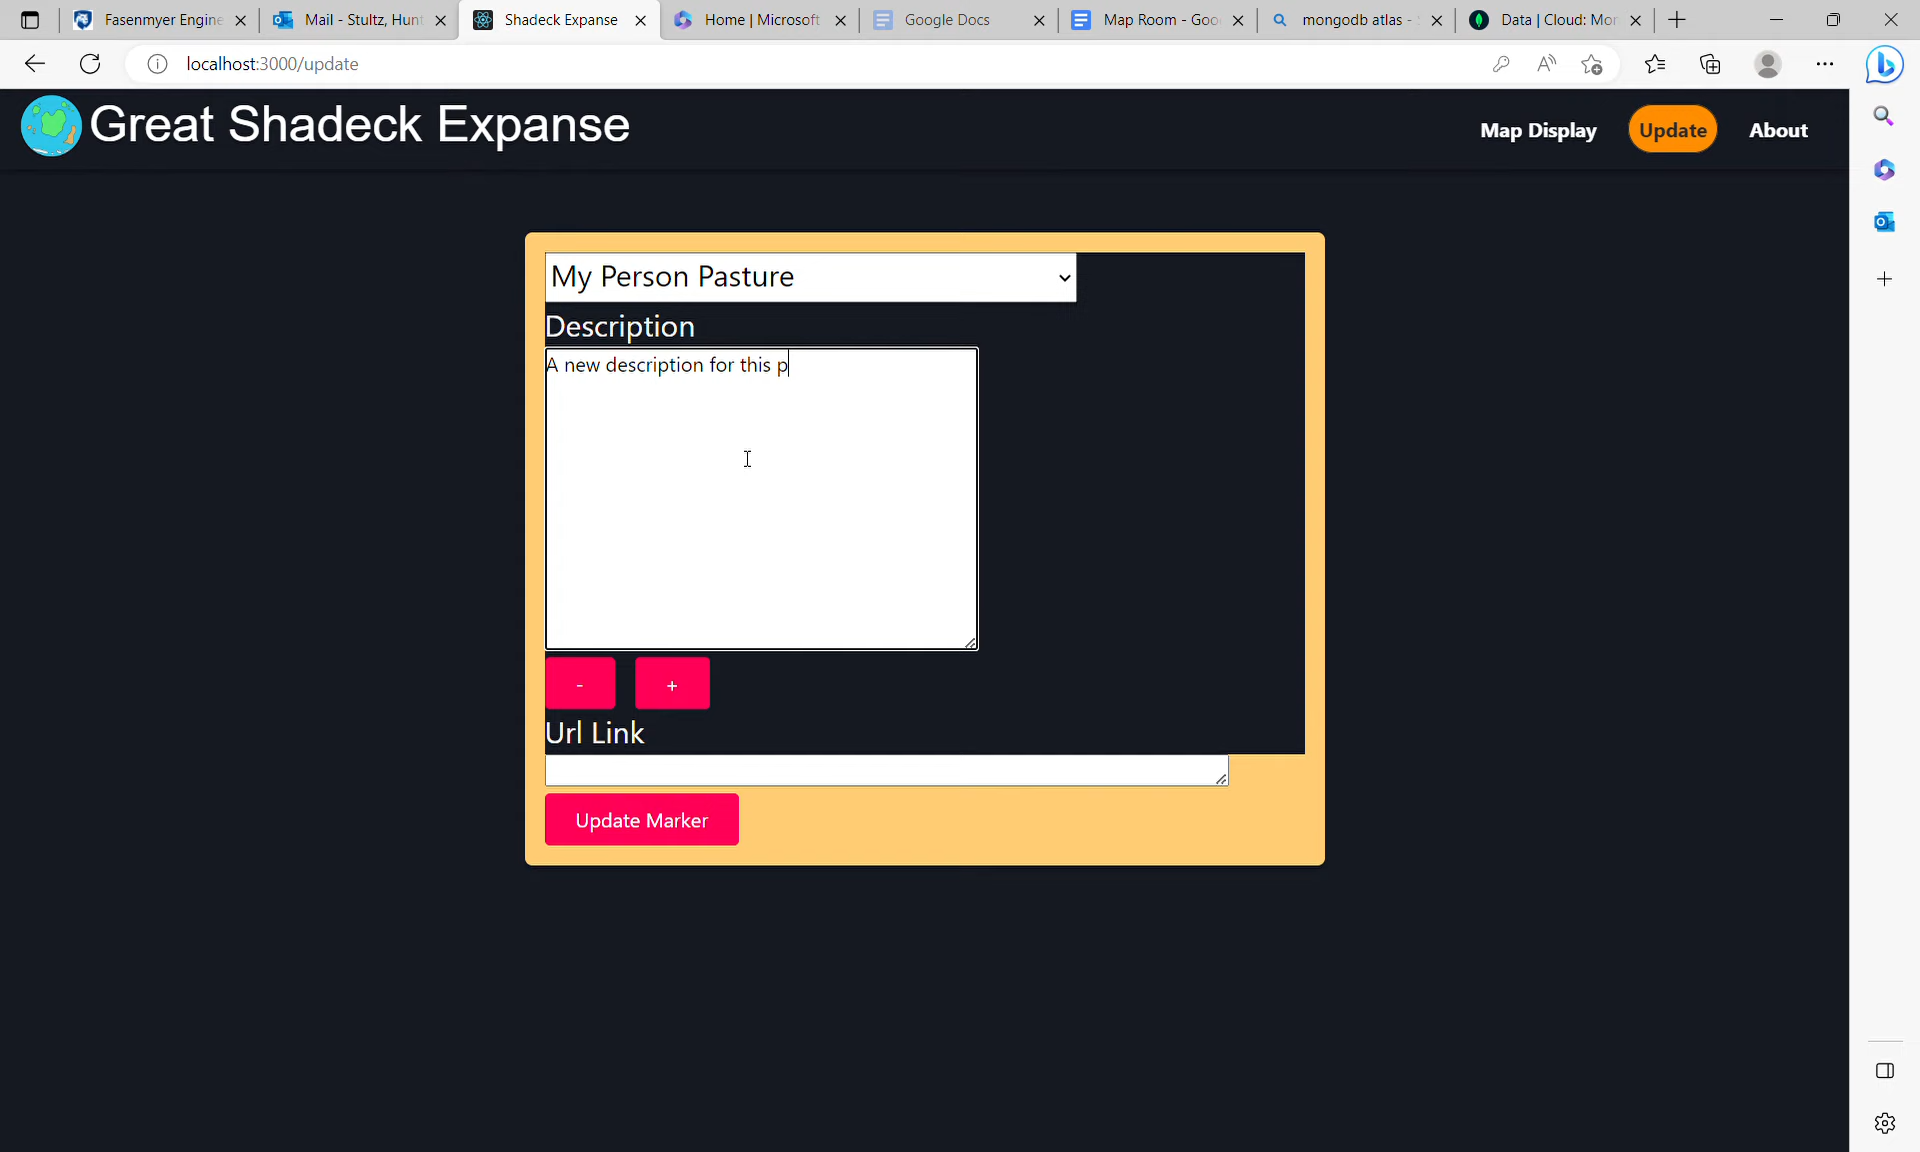 Fasenmyer Engine
Mail - Stultz, Hunt
Shadeck Expanse
Home | Microsoft
Google Docs
Map Room - Goo
mongodb atlas -
Data | Cloud: Mon
localhost:3000/update
Great Shadeck Expanse
Map Display
Update
About
My Person Pasture
Description
A new description for this p
-
+
Url Link
Update Marker